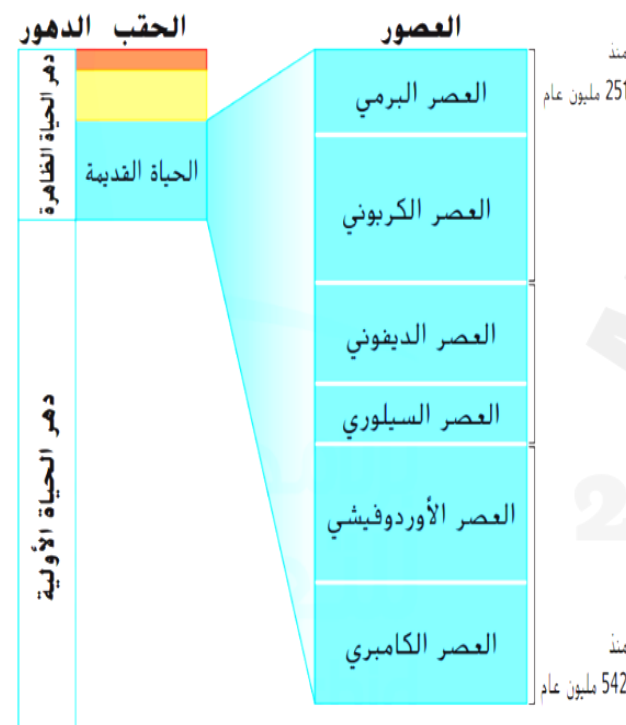 العصور
الحقب
الدهور
منذ
251 مليون عام
العصر البرمي
العصر الكربوني
العصر الديفوني
العصر السيلوري
العصر الأوردوفيشي
العصر الكامبري
منذ
542 مليون عام
الحياة القديمة
دهر الحياة الظاهرة
دهر الحياة الأولية
2